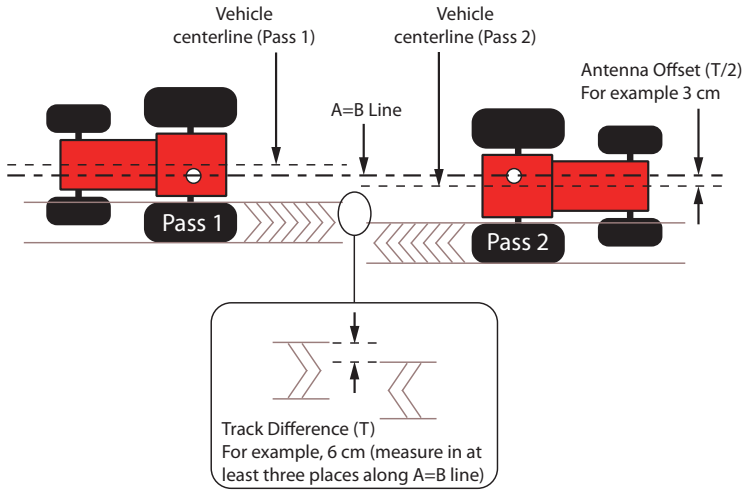 Vehicle
centerline (Pass 1)
Vehicle
centerline (Pass 2)
Antenna Offset (T/2)
For example 3 cm
A=B Line
Pass 1
Pass 2
Track Difference (T)
For example, 6 cm (measure in at
least three places along A=B line)